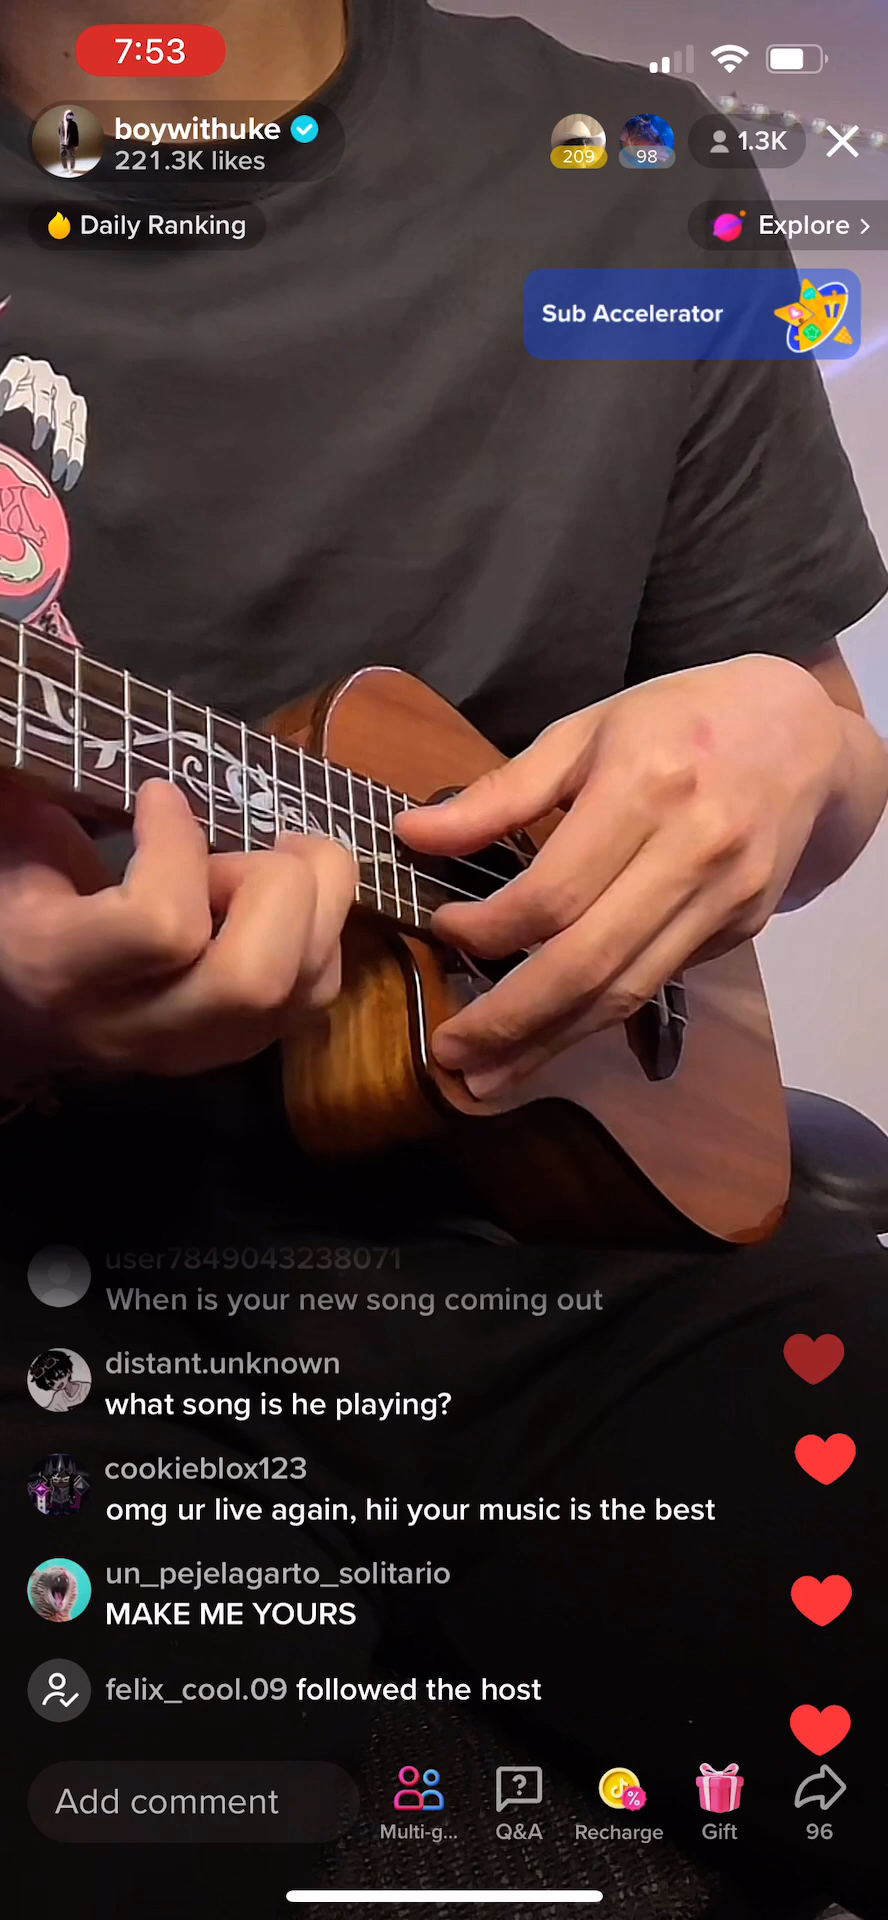 7:53
boywithuke
221.3K likes
209
98
1.3K
Daily Ranking
Explore >
Sub Accelerator
user7849043238071
When is your new song coming out
distant.unknown
what song is he playing?
cookieblox123
omg ur live again, hii your music is the best
un_pejelagarto_solitario
MAKE ME YOURS
felix_cool.09 followed the host
Add comment
Multi-g...
Q&A
Recharge
Gift
96